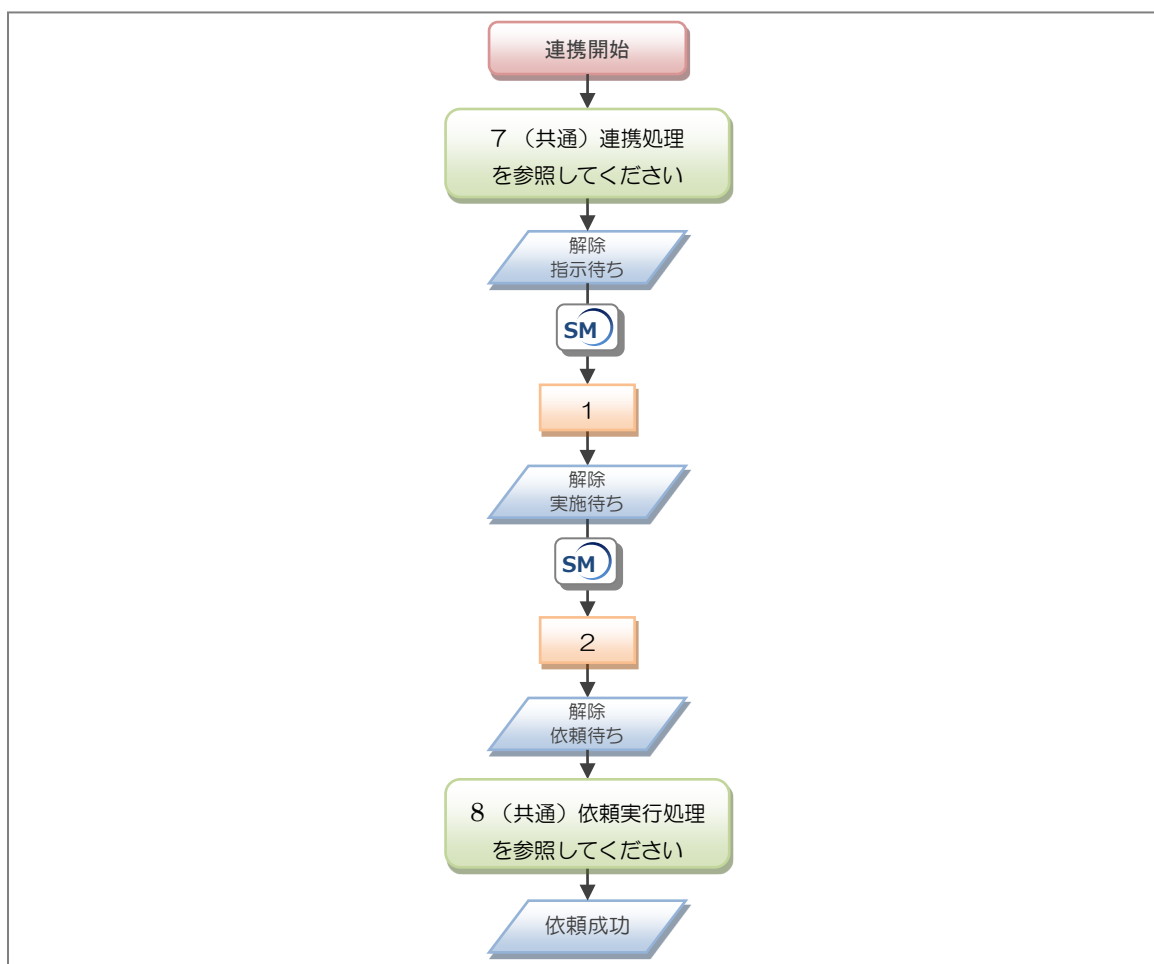 連携開始
７（共通）連携処理
を参照してください
解除
指示待ち
SM
１
解除
実施待ち
SM
２
解除
依頼待ち
８（共通）依頼実行処理
を参照してください
依頼成功